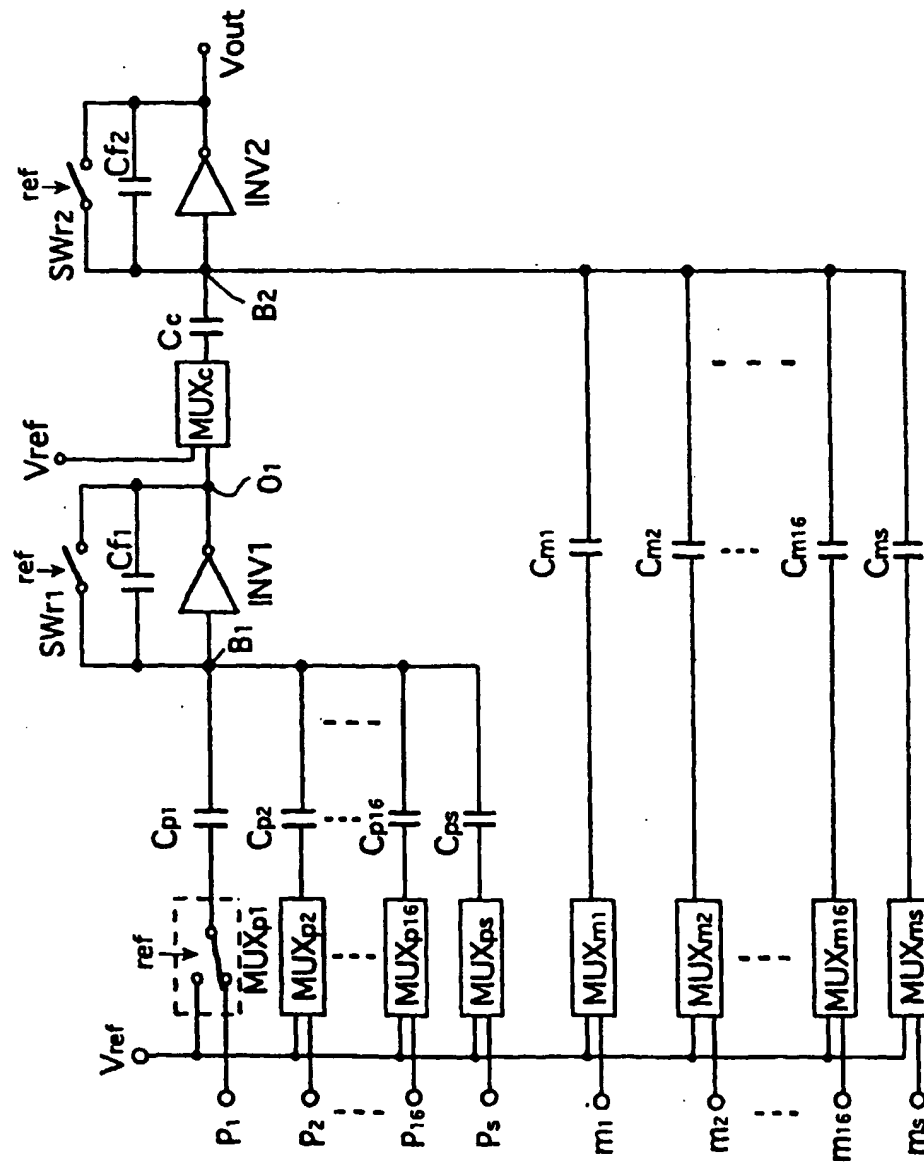 ref
SWr2
Cf2
INV2
Vout
B2
Cc
MUXc
Vref
ref
SWr1
Cf1
INV1
O1
B1
Vref
ref
MUXp1
Cp1
P1
MUXp2
Cp2
P2
MUXp16
Cp16
P16
MUXps
Cps
Ps
MUXm1
Cm1
m1
MUXm2
Cm2
m2
MUXm16
Cm16
m16
MUXms
Cms
ms